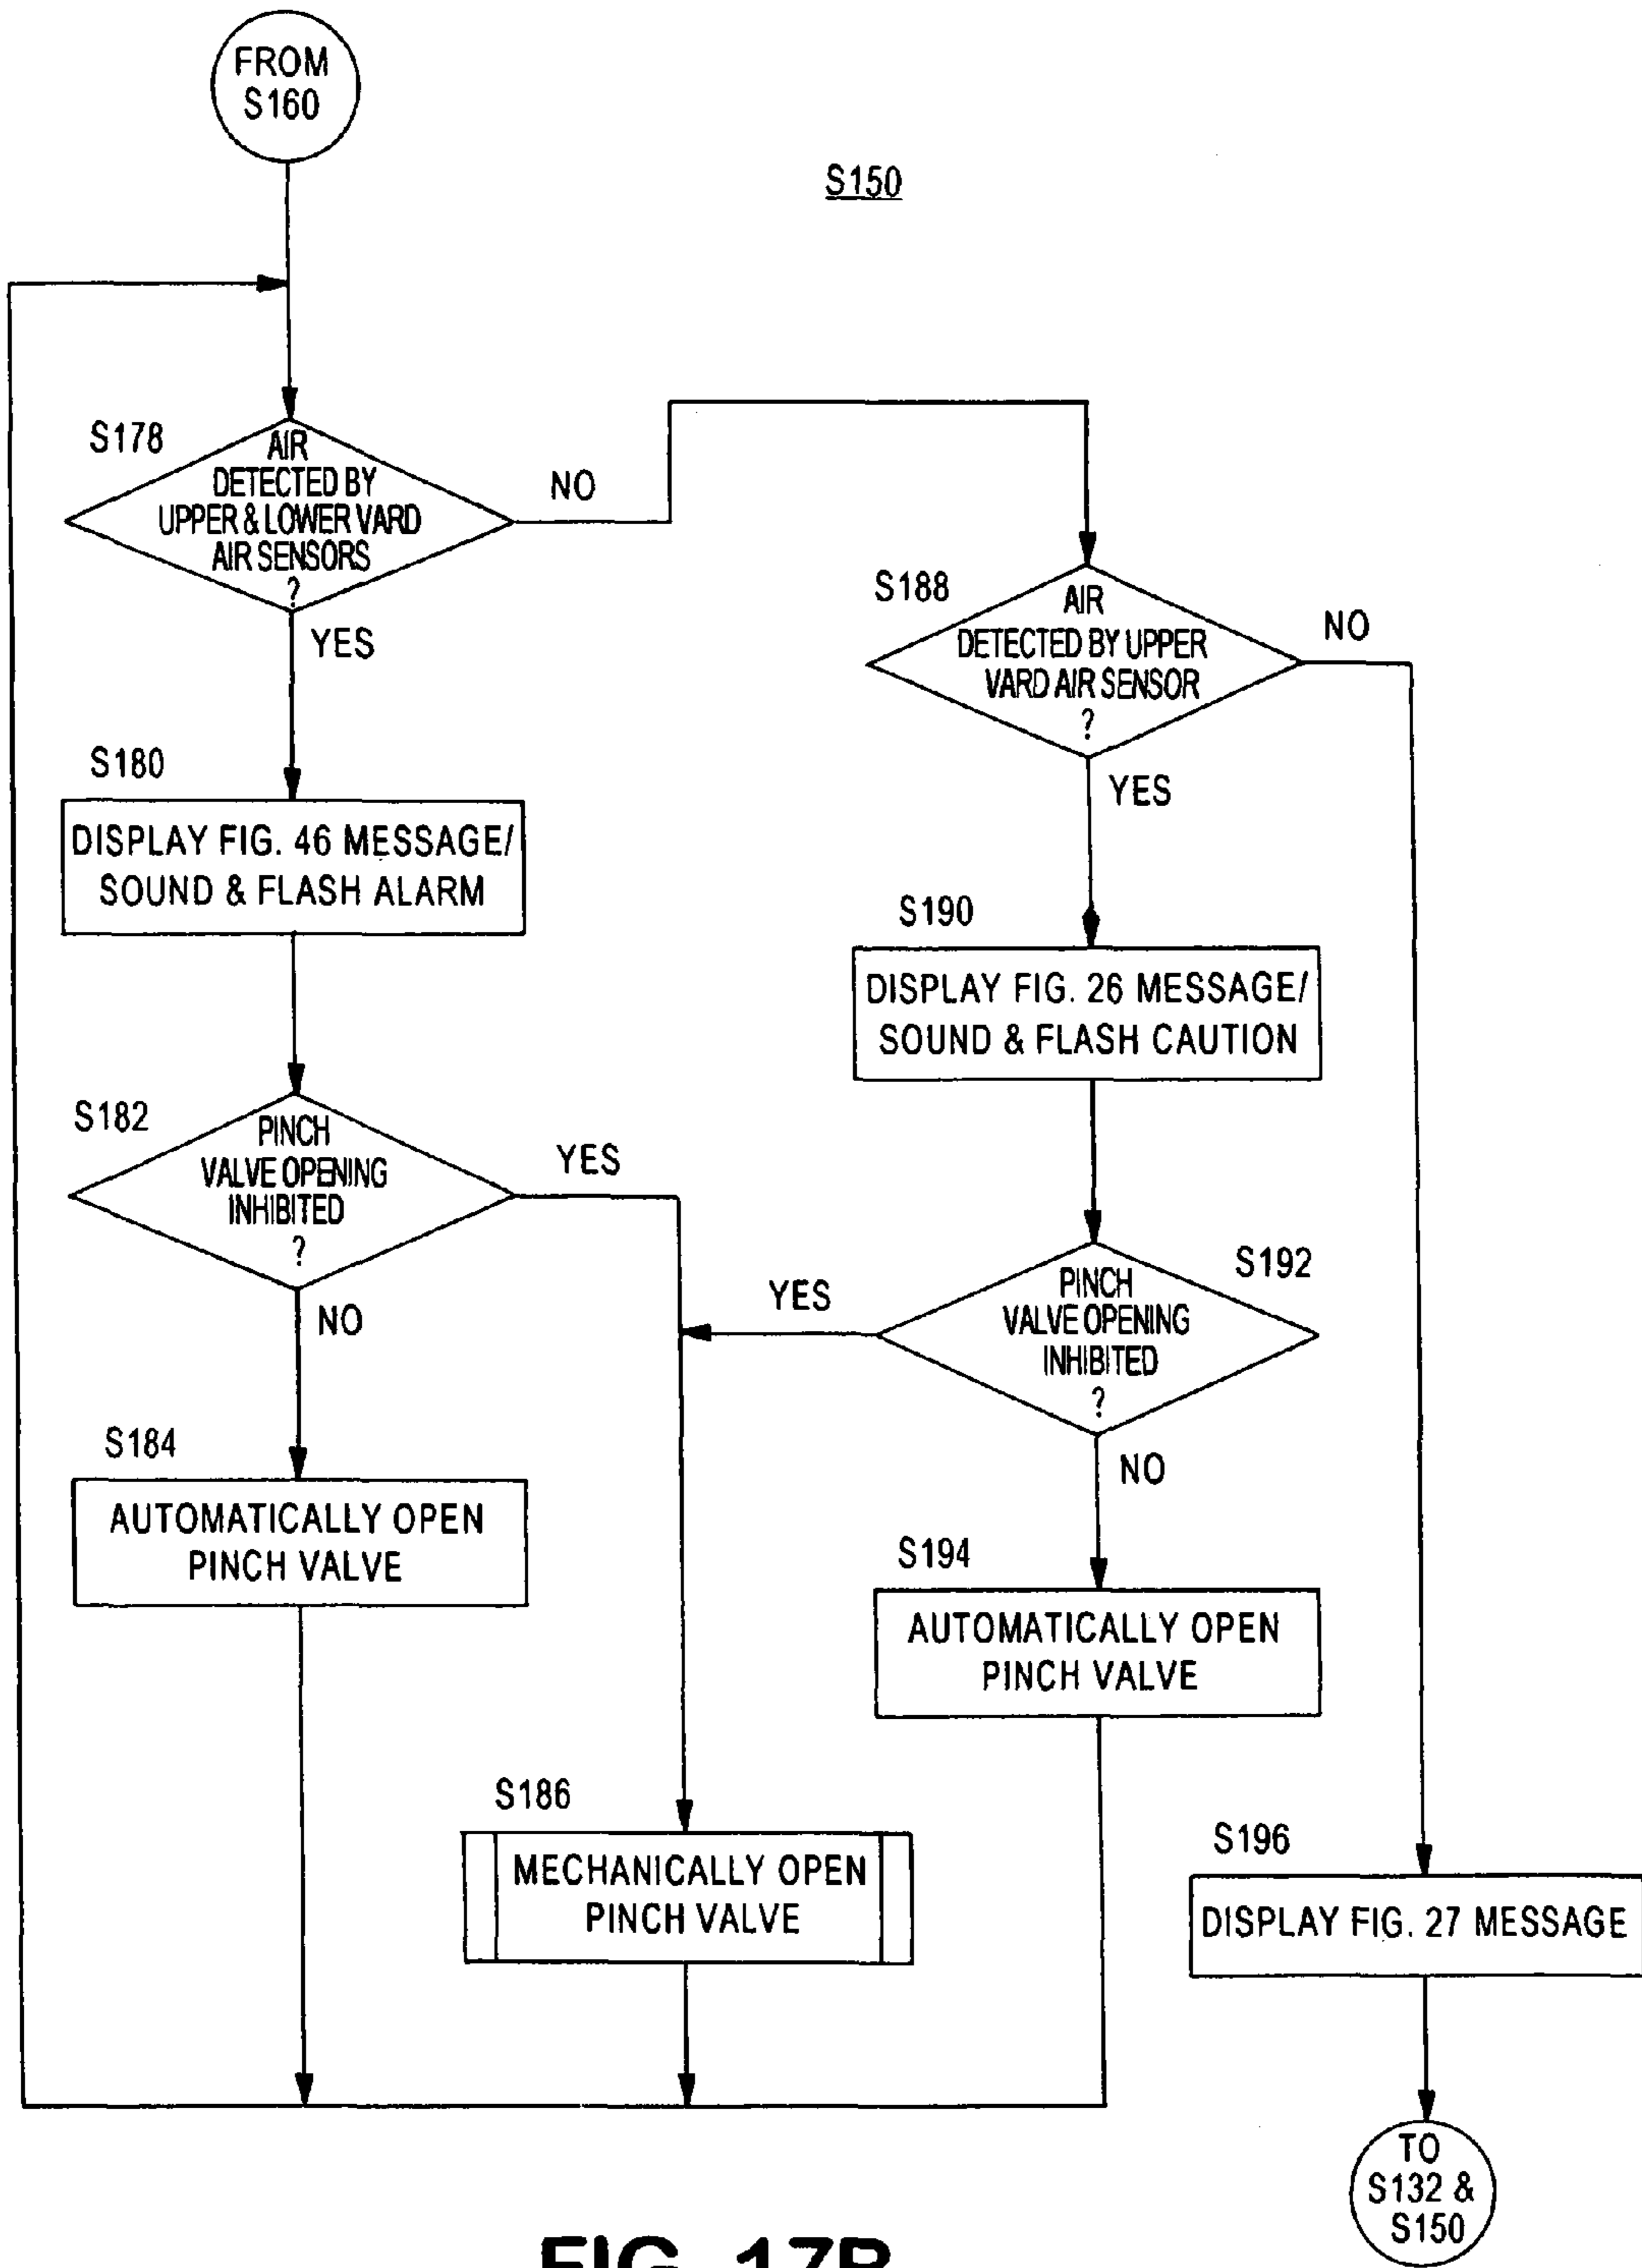 FROM
S160
S150
S178
AIR
DETECTED BY
UPPER & LOWER VARD
AIR SENSORS
?
NO
YES
S188
AIR
DETECTED BY UPPER
VARD AIR SENSOR
?
NO
YES
S180
DISPLAY FIG. 46 MESSAGE/
SOUND & FLASH ALARM
S190
DISPLAY FIG. 26 MESSAGE/
SOUND & FLASH CAUTION
S182
PINCH
VALVE OPENING
INHIBITED
?
YES
NO
S192
PINCH
VALVE OPENING
INHIBITED
?
YES
NO
S184
AUTOMATICALLY OPEN
PINCH VALVE
S194
AUTOMATICALLY OPEN
PINCH VALVE
S186
MECHANICALLY OPEN
PINCH VALVE
S196
DISPLAY FIG. 27 MESSAGE
TO
S132 &
S150
FIG. 17B